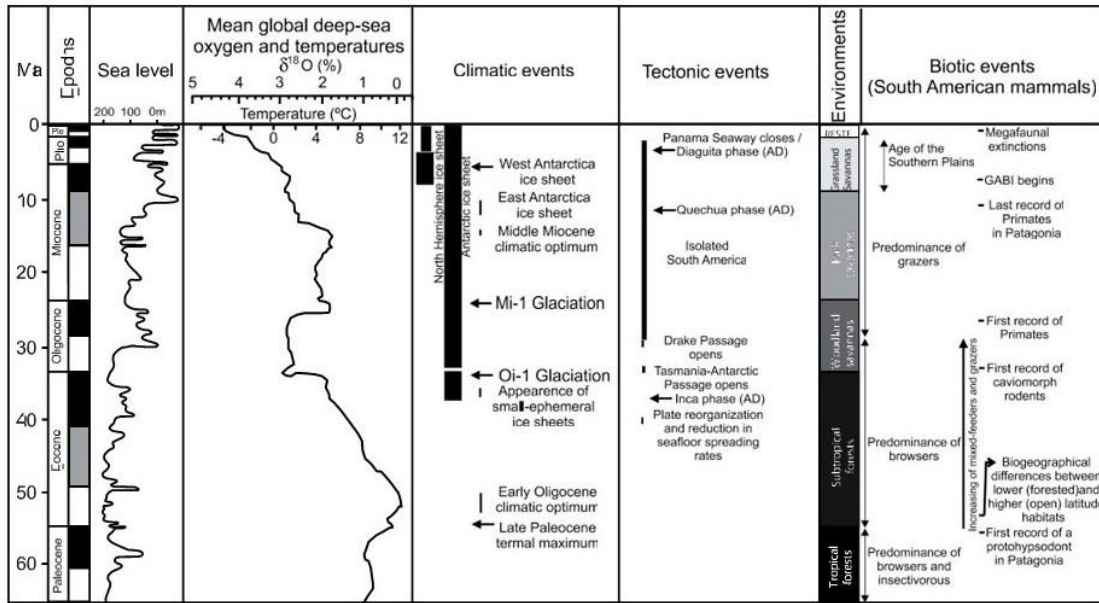 Mean global deep-sea
oxygen and temperatures
δ18O (%)
5 4 3 2 1 0
Temperature (ºC)
-4 0 4 8 12
Ma
Epochs
Sea level
200 100 0m
Climatic events
Tectonic events
Environments
Biotic events
(South American mammals)
0
10
20
30
40
50
60
Ple
Plio
Miocene
Oligocene
Eocene
Paleocene
North Hemisphere ice sheet
Antarctic ice sheet
West Antarctica
ice sheet
East Antarctica
ice sheet
Middle Miocene
climatic optimum
Mi-1 Glaciation
Oi-1 Glaciation
Appearence of
small-ephemeral
ice sheets
Early Oligocene
climatic optimum
Late Paleocene
termal maximum
Panama Seaway closes /
Diaguita phase (AD)
Quechua phase (AD)
Isolated
South America
Drake Passage
opens
Tasmania-Antarctic
Passage opens
Inca phase (AD)
Plate reorganization
and reduction in
seafloor spreading
rates
Grassland
savannas
Woodland
savannas
Subtropical
forests
Tropical
forests
Age of the
Southern Plains
Predominance of
grazers
Predominance of
browsers
Predominance of
browsers and
insectivorous
Increasing of mixed-feeders and grazers
Megafaunal
extinctions
GABI begins
Last record of
Primates
in Patagonia
First record of
Primates
First record of
caviomorph
rodents
Biogeographical
differences between
lower (forested)and
higher (open) latitude
habitats
First record of a
protohypsodont
in Patagonia